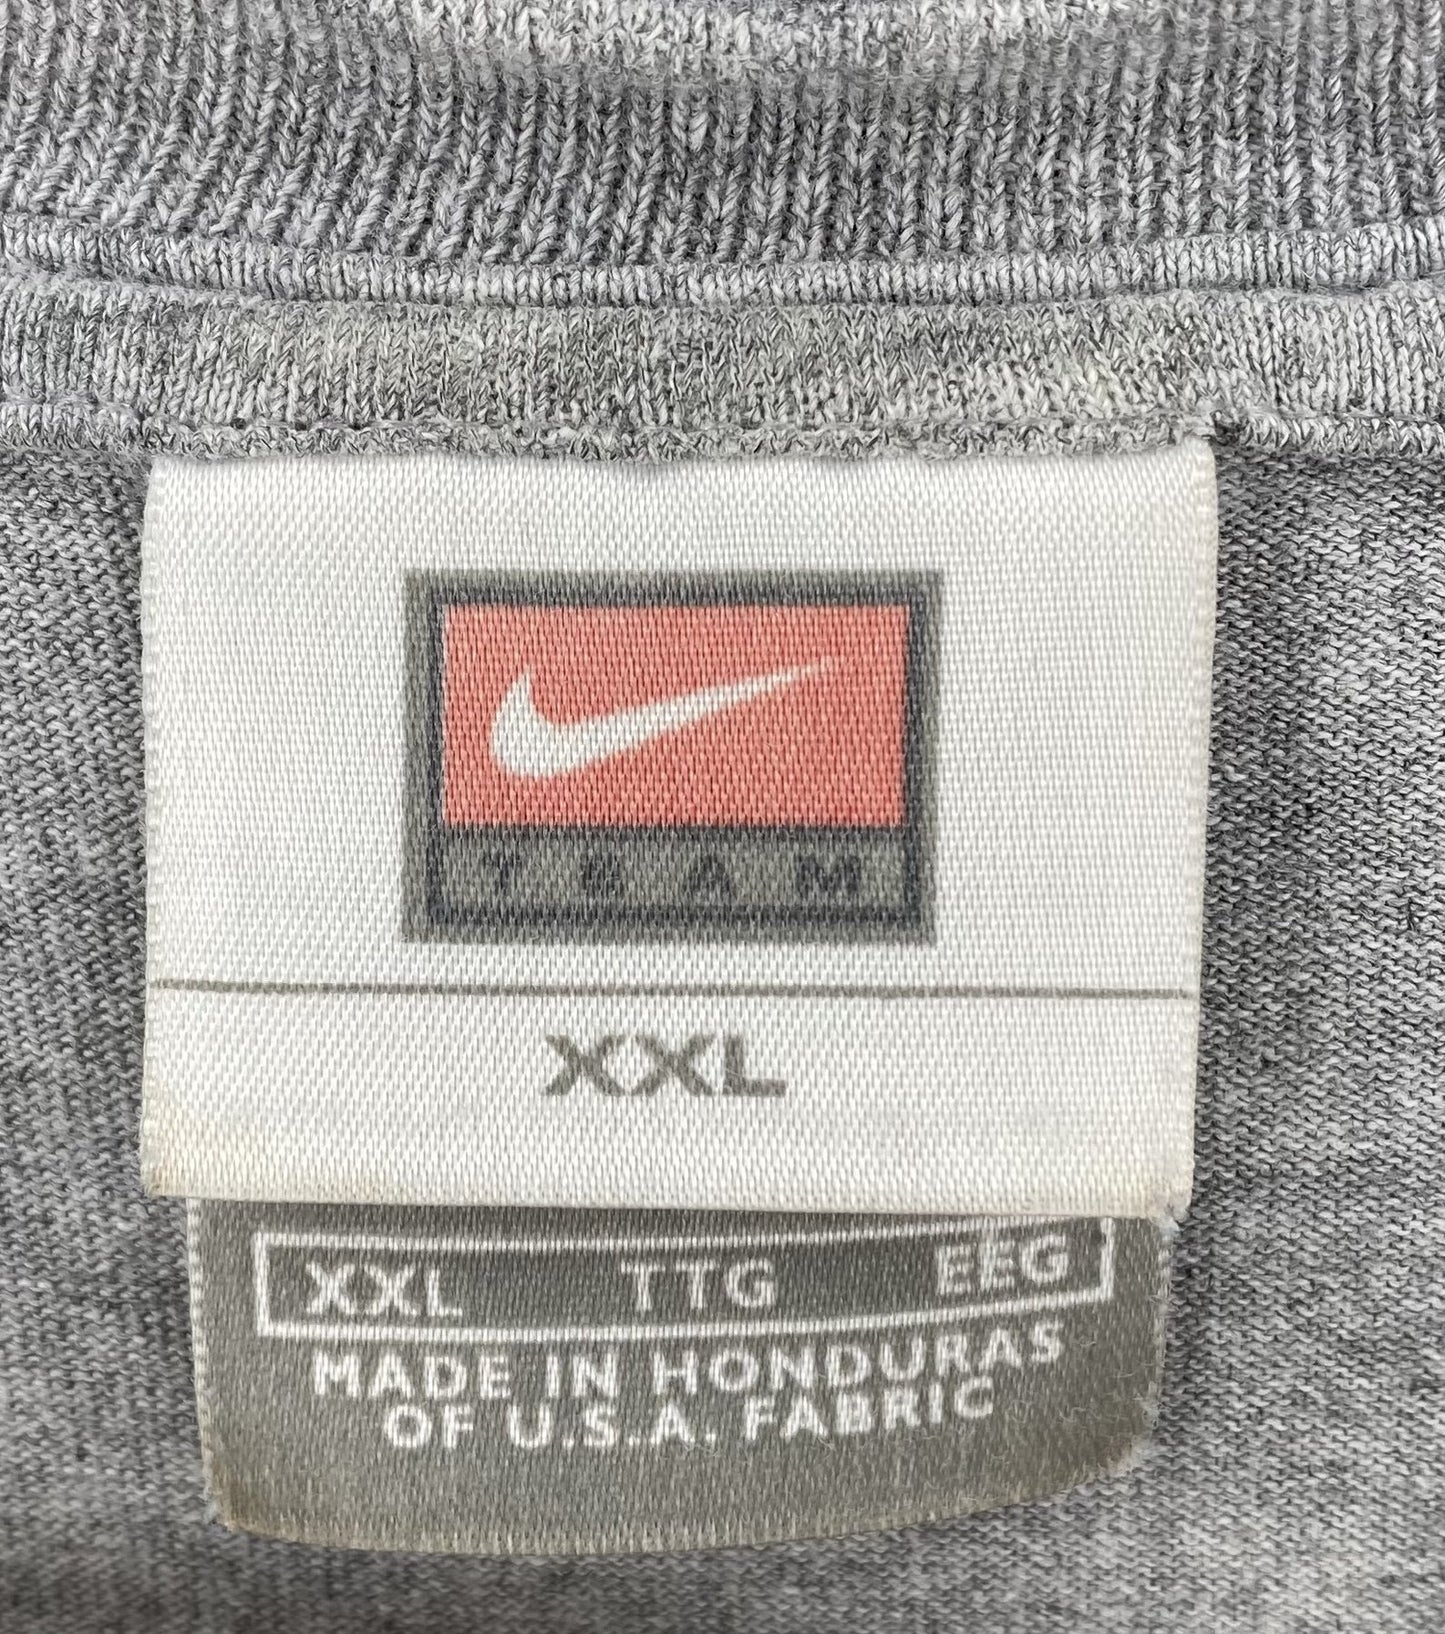 TEAM
XXL
XXL TTG EEG
MADE IN HONDURAS
OF U.S.A. FABRIC